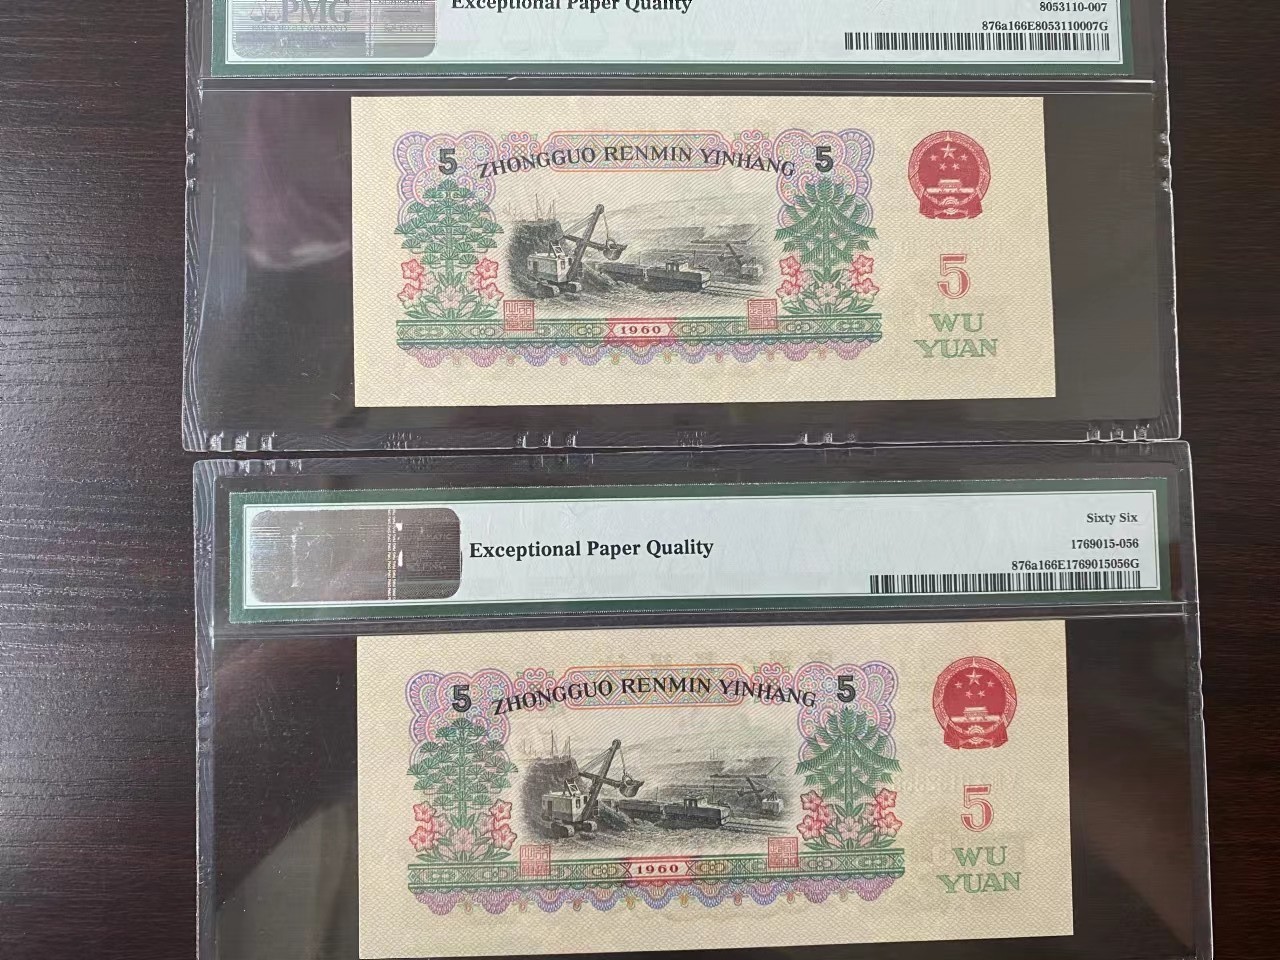 PMG
Exceptional Paper Quality
8053110-007
876a166E8053110007G
5 ZHONGGUO RENMIN YINHANG 5
5
WU
YUAN
1960
Exceptional Paper Quality
Sixty Six
1769015-056
876a166E1769015056G
5 ZHONGGUO RENMIN YINHANG 5
5
WU
YUAN
1960